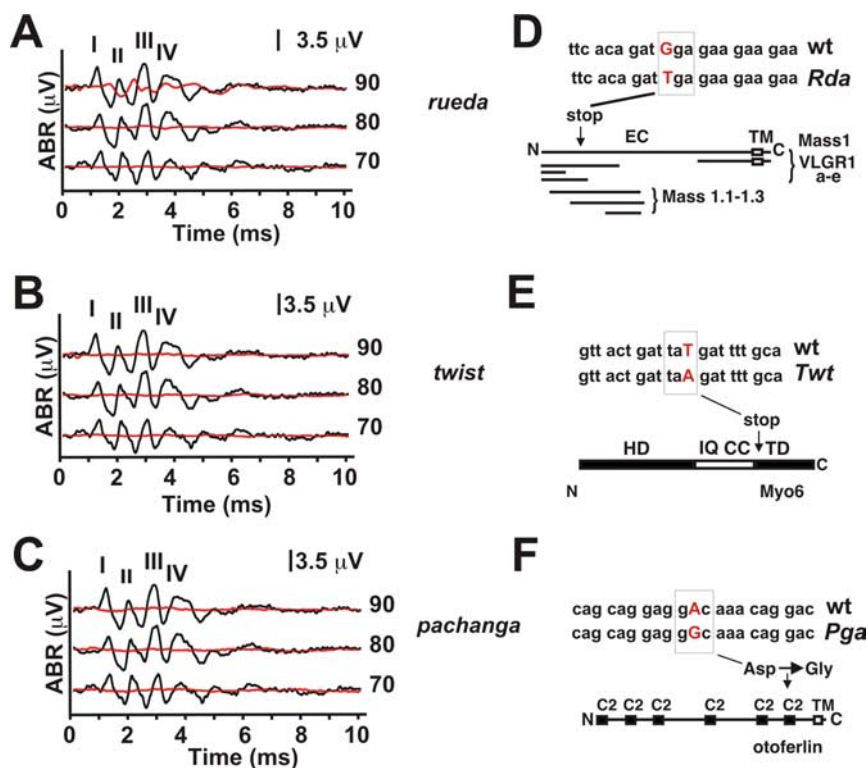 A
I II III IV
3.5 μV
90
80
70
ABR (μV)
0 2 4 6 8 10
Time (ms)
rueda
D
ttc aca gat Gga gaa gaa gaa wt
ttc aca gat Tga gaa gaa gaa Rda
stop
EC TM
N C
Mass1
VLGR1
a-e
Mass 1.1-1.3
B
I II III IV
3.5 μV
90
80
70
ABR (μV)
0 2 4 6 8 10
Time (ms)
twist
E
gtt act gat taT gat ttt gca wt
gtt act gat taA gat ttt gca Twt
stop
HD IQ CC TD
C
N Myo6
C
I II III IV
3.5 μV
90
80
70
ABR (μV)
0 2 4 6 8 10
Time (ms)
pachanga
F
cag cag gag gAc aaa cag gac wt
cag cag gag gGc aaa cag gac Pga
Asp Gly
C2 C2 C2 C2 C2 C2 TM
N C
otoferlin